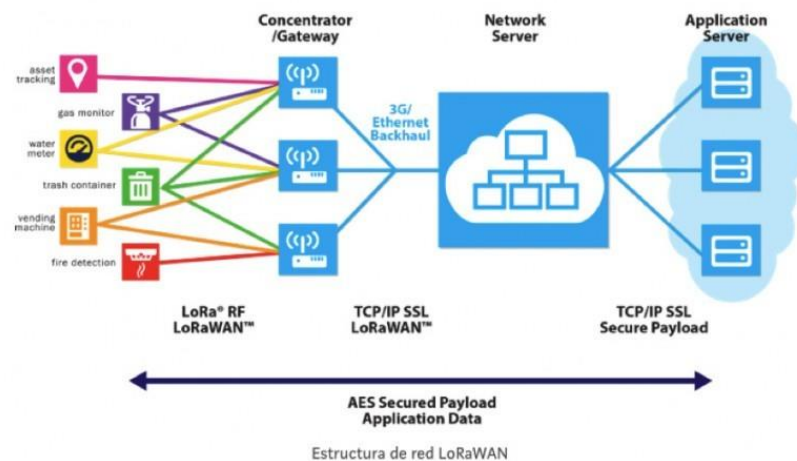 Concentrator
/Gateway
Network
Server
Application
Server
asset
tracking
gas monitor
water
meter
trash container
vending
machine
fire detection
3G/
Ethernet
Backhaul
LoRa® RF
LoRaWAN™
TCP/IP SSL
LoRaWAN™
TCP/IP SSL
Secure Payload
AES Secured Payload
Application Data
Estructura de red LoRaWAN